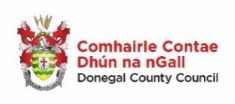 Comhairle Contae
Dhún na nGall
Donegal County Council